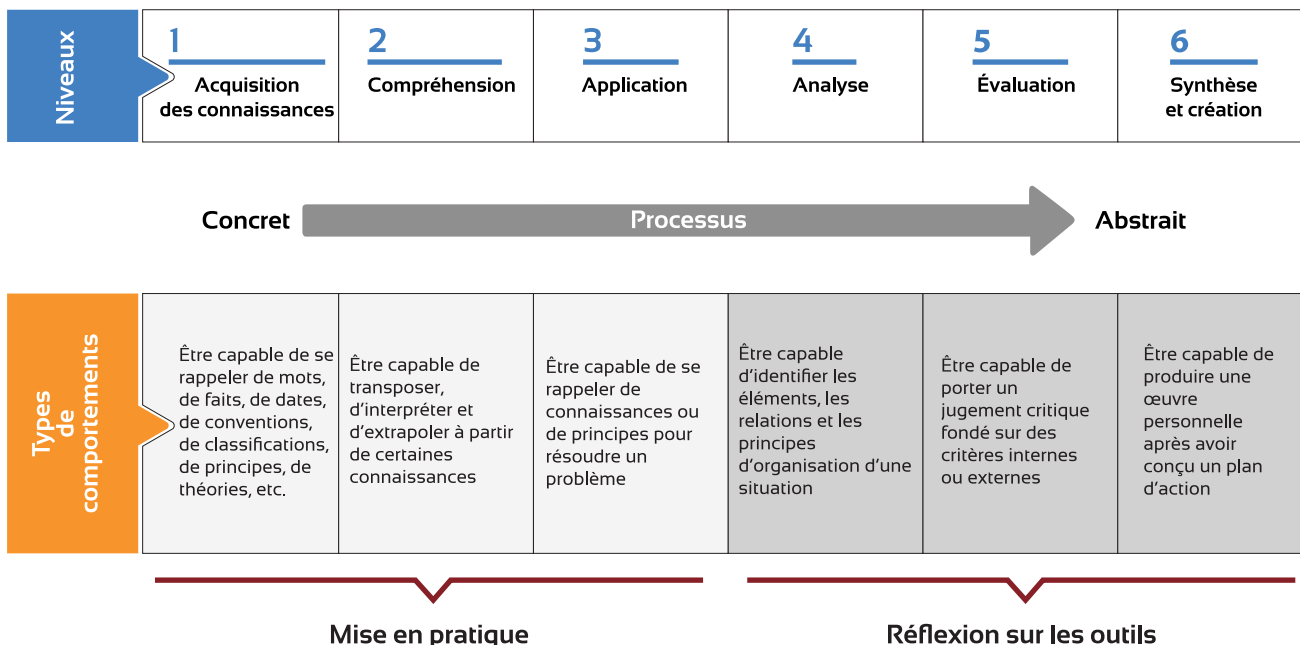 Niveaux
1
Acquisition
des connaissances
2
Compréhension
3
Application
4
Analyse
5
Évaluation
6
Synthèse
et création
Concret
Processus
Abstrait
Types
de
comportements
Être capable de se
rappeler de mots,
de faits, de dates,
de conventions,
de classifications,
de principes, de
théories, etc.
Être capable de
transposer,
d'interpréter et
d'extrapoler à partir
de certaines
connaissances
Être capable de se
rappeler de
connaissances ou
de principes pour
résoudre un
problème
Être capable
d'identifier les
éléments, les
relations et les
principes
d'organisation d'une
situation
Être capable de
porter un
jugement critique
fondé sur des
critères internes
ou externes
Être capable de
produire une
œuvre
personnelle
après avoir
conçu un plan
d'action
Mise en pratique
Réflexion sur les outils